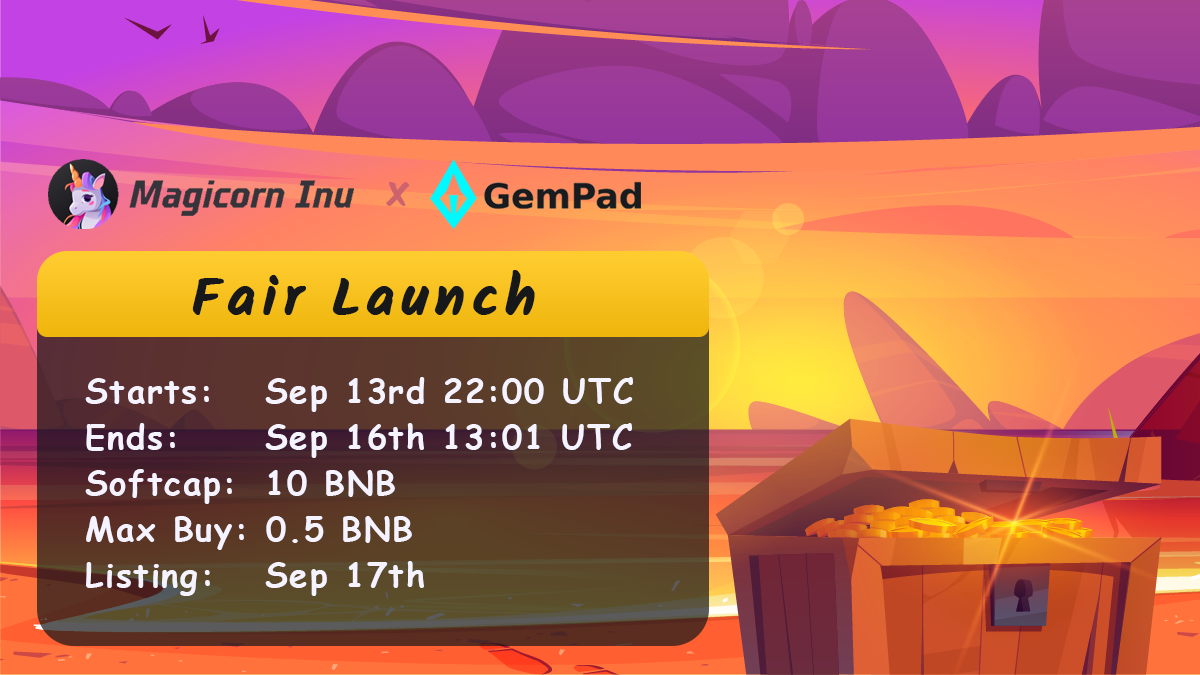 Magicorn Inu X GemPad
Fair Launch
Starts: Sep 13rd 22:00 UTC
Ends: Sep 16th 13:01 UTC
Softcap: 10 BNB
Max Buy: 0.5 BNB
Listing: Sep 17th